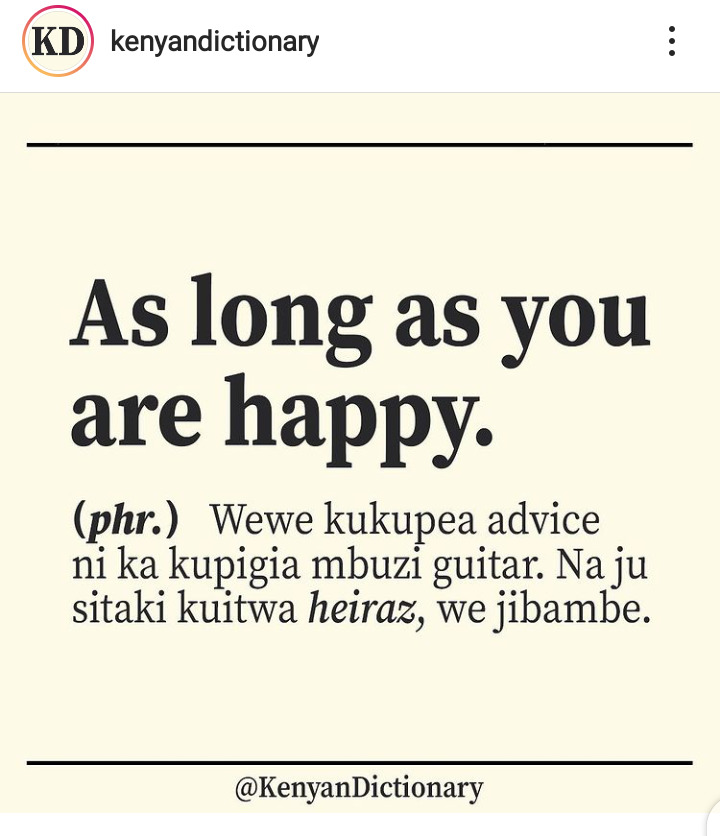 KD kenyandictionary
As long as you
are happy.
(phr.) Wewe kukupea advice
ni ka kupigia mbuzi guitar. Na ju
sitaki kuitwa heiraz, we jibambe.
@KenyanDictionary